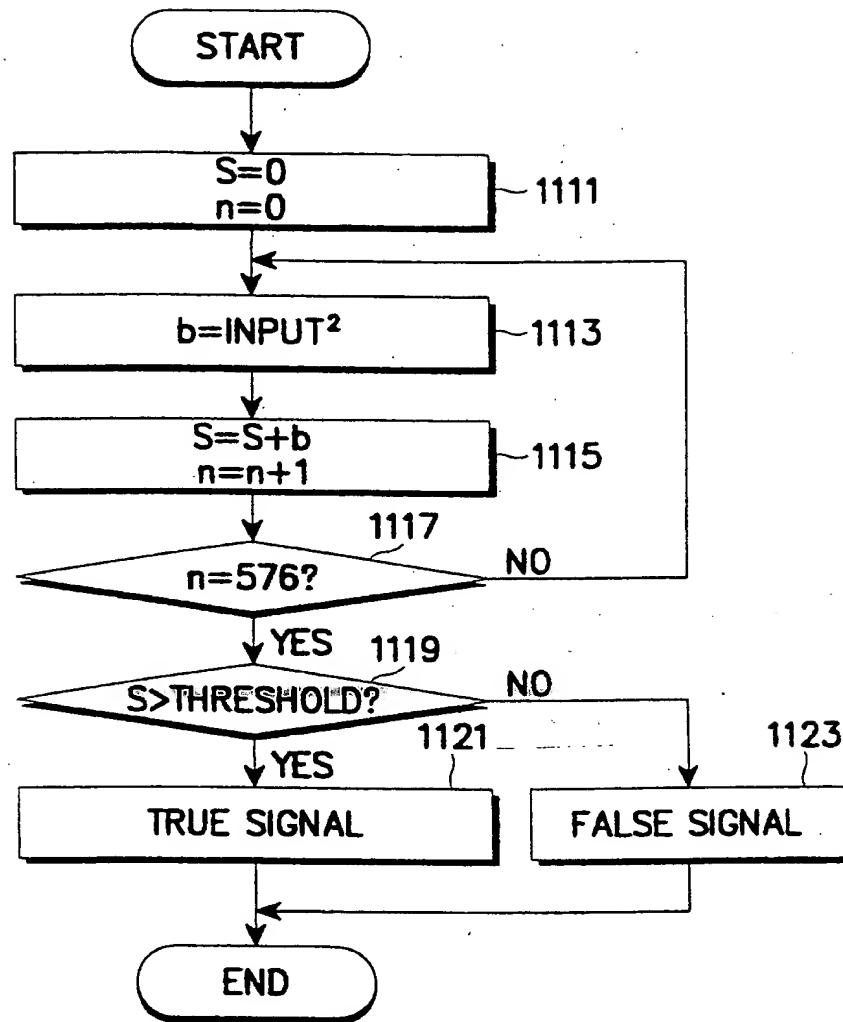 START
S=0
n=0
1111
b=INPUT²
1113
S=S+b
n=n+1
1115
1117
n=576?
NO
YES
1119
S>THRESHOLD?
NO
YES
1121
1123
TRUE SIGNAL
FALSE SIGNAL
END